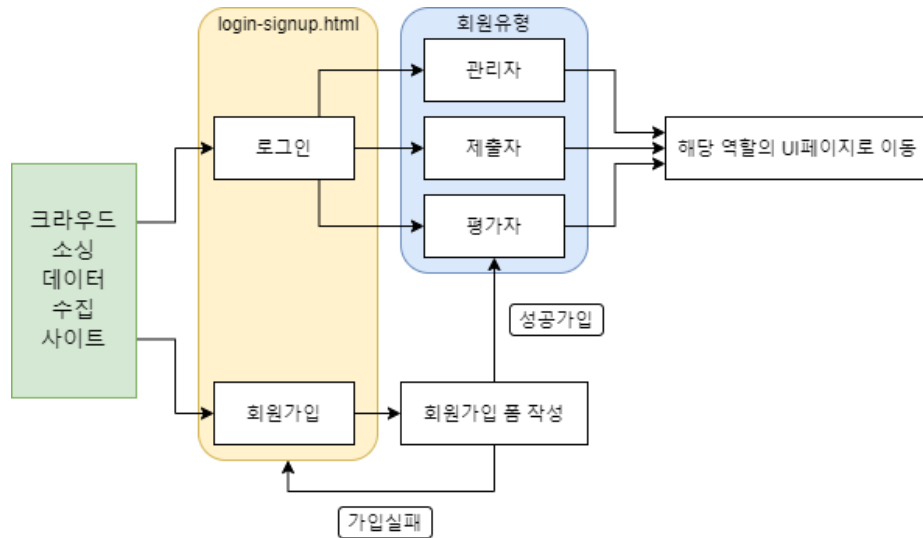 login-signup.html
회원유형
관리자
로그인
제출자
해당 역할의 UI페이지로 이동
평가자
크라우드
소싱
데이터
수집
사이트
성공가입
회원가입
회원가입 폼 작성
가입실패